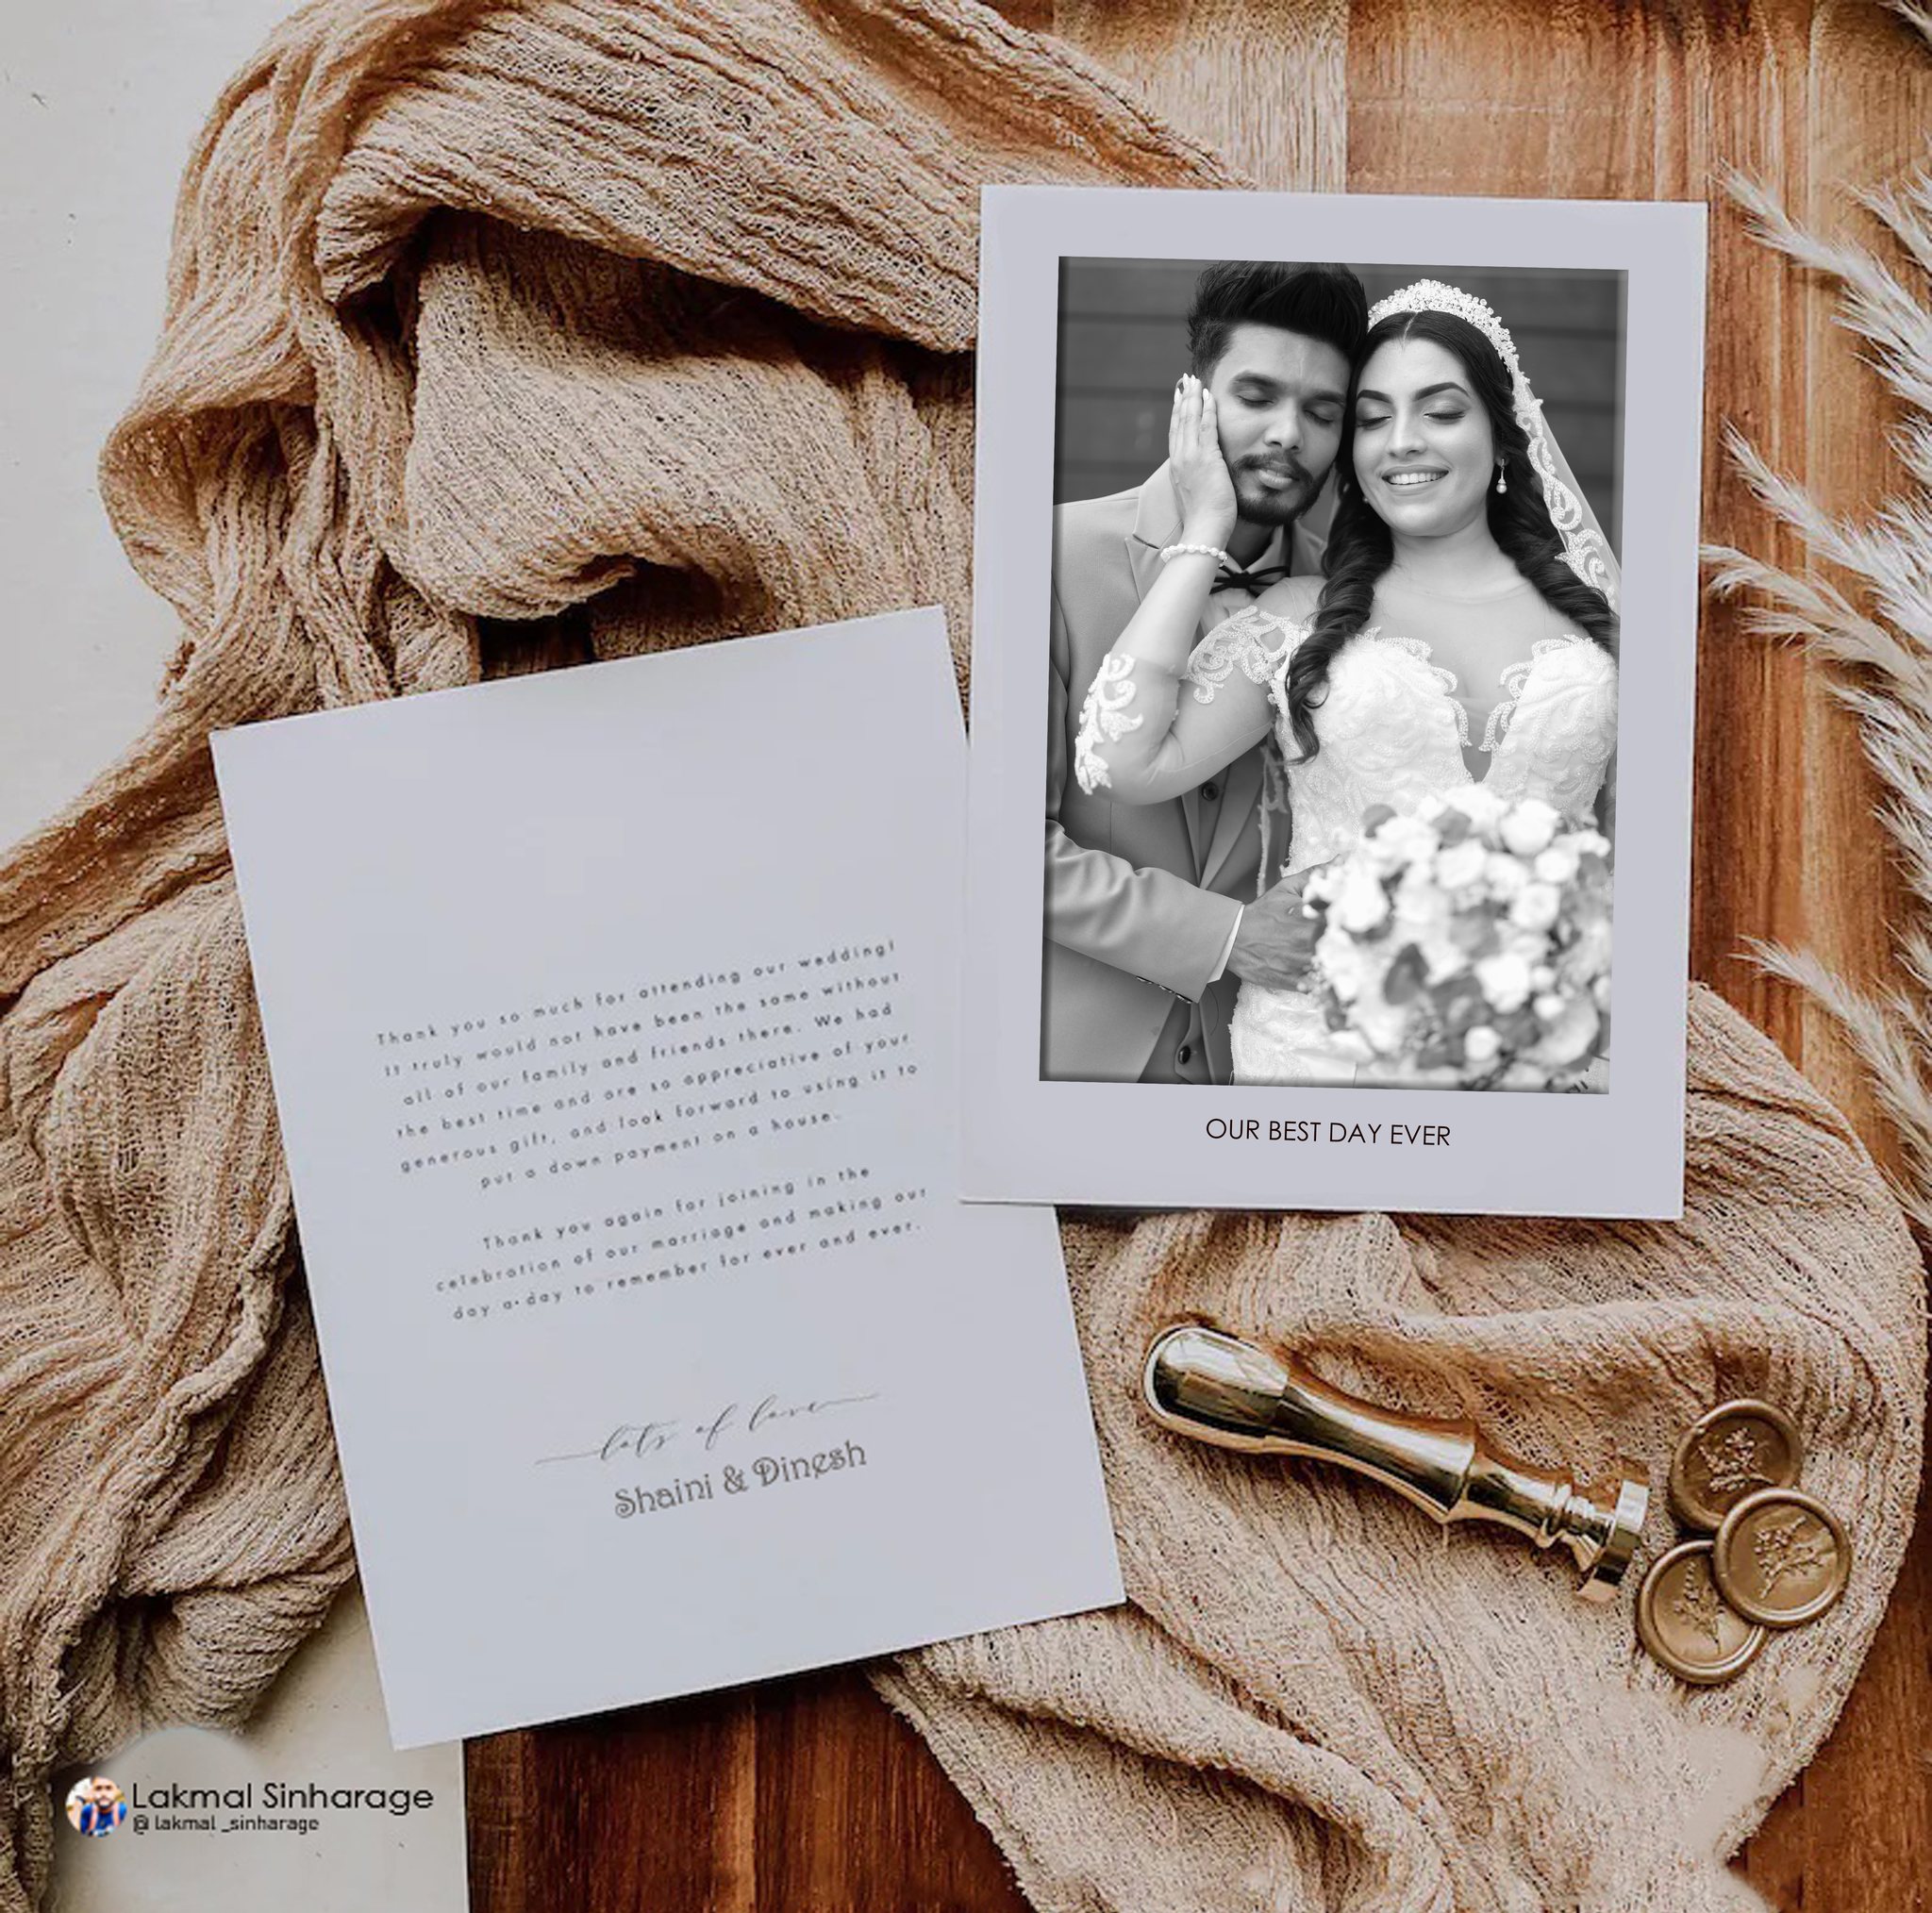 Thank you so much for attending our wedding!
It truly would not have been the same without
all of our family and friends there. We had
the best time and are so appreciative of your
generous gift, and look forward to using it to
put a down payment on a house.
Thank you again for joining in the
celebration of our marriage and making our
day a·day to remember for ever and ever.
lots of love
Shaini & Dinesh
OUR BEST DAY EVER
Lakmal Sinharage
@ lakmal _sinharage